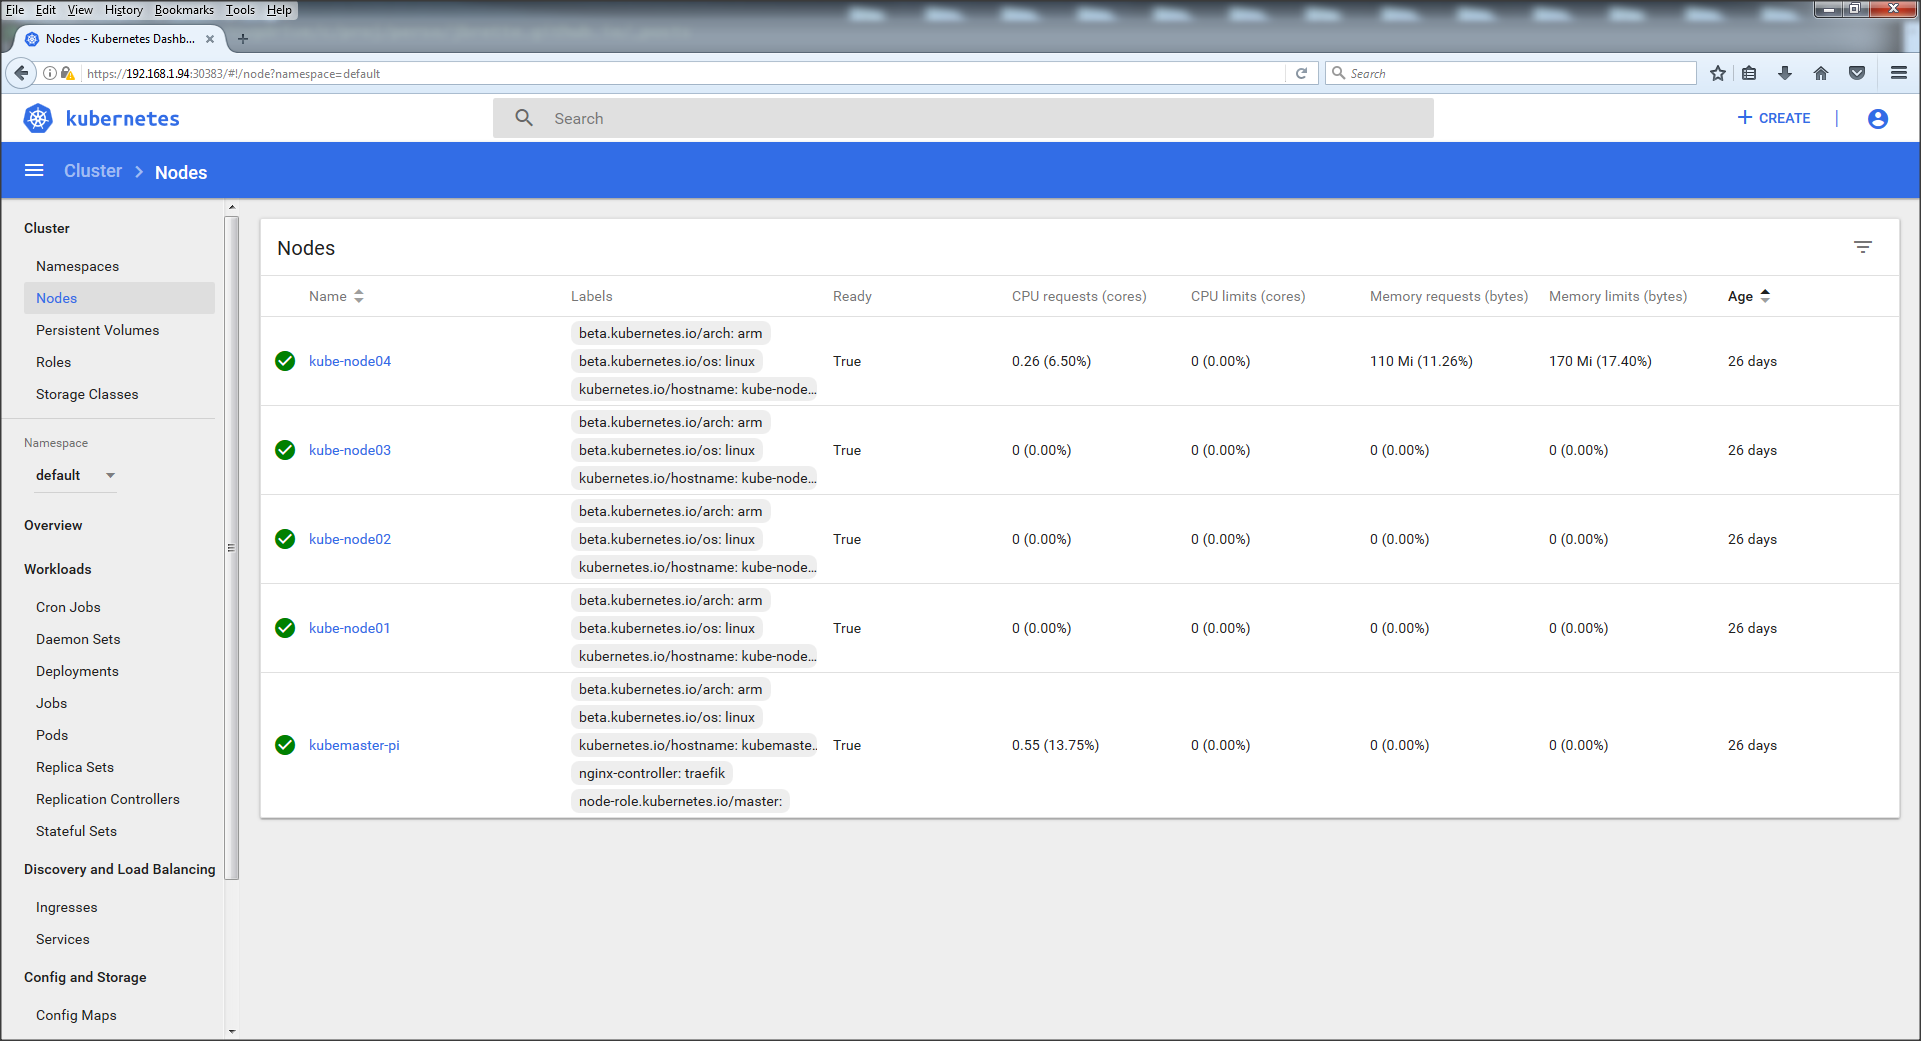 File Edit View History Bookmarks Tools Help
Nodes - Kubernetes Dashb...
https://192.168.1.94:30383/#!/node?namespace=default
Search
kubernetes
Search
CREATE
Cluster
Nodes
Cluster
Namespaces
Nodes
Persistent Volumes
Roles
Storage Classes
Namespace
default
Overview
Workloads
Cron Jobs
Daemon Sets
Deployments
Jobs
Pods
Replica Sets
Replication Controllers
Stateful Sets
Discovery and Load Balancing
Ingresses
Services
Config and Storage
Config Maps
Nodes
Name Labels Ready CPU requests (cores) CPU limits (cores) Memory requests (bytes) Memory limits (bytes) Age
beta.kubernetes.io/arch: arm
kube-node04 beta.kubernetes.io/os: linux True 0.26 (6.50%) 0 (0.00%) 110 Mi (11.26%) 170 Mi (17.40%) 26 days
kubernetes.io/hostname: kube-node...
beta.kubernetes.io/arch: arm
kube-node03 beta.kubernetes.io/os: linux True 0 (0.00%) 0 (0.00%) 0 (0.00%) 0 (0.00%) 26 days
kubernetes.io/hostname: kube-node...
beta.kubernetes.io/arch: arm
kube-node02 beta.kubernetes.io/os: linux True 0 (0.00%) 0 (0.00%) 0 (0.00%) 0 (0.00%) 26 days
kubernetes.io/hostname: kube-node...
beta.kubernetes.io/arch: arm
kube-node01 beta.kubernetes.io/os: linux True 0 (0.00%) 0 (0.00%) 0 (0.00%) 0 (0.00%) 26 days
kubernetes.io/hostname: kube-node...
beta.kubernetes.io/arch: arm
beta.kubernetes.io/os: linux
kubemaster-pi kubernetes.io/hostname: kubemaste.. True 0.55 (13.75%) 0 (0.00%) 0 (0.00%) 0 (0.00%) 26 days
nginx-controller: traefik
node-role.kubernetes.io/master: